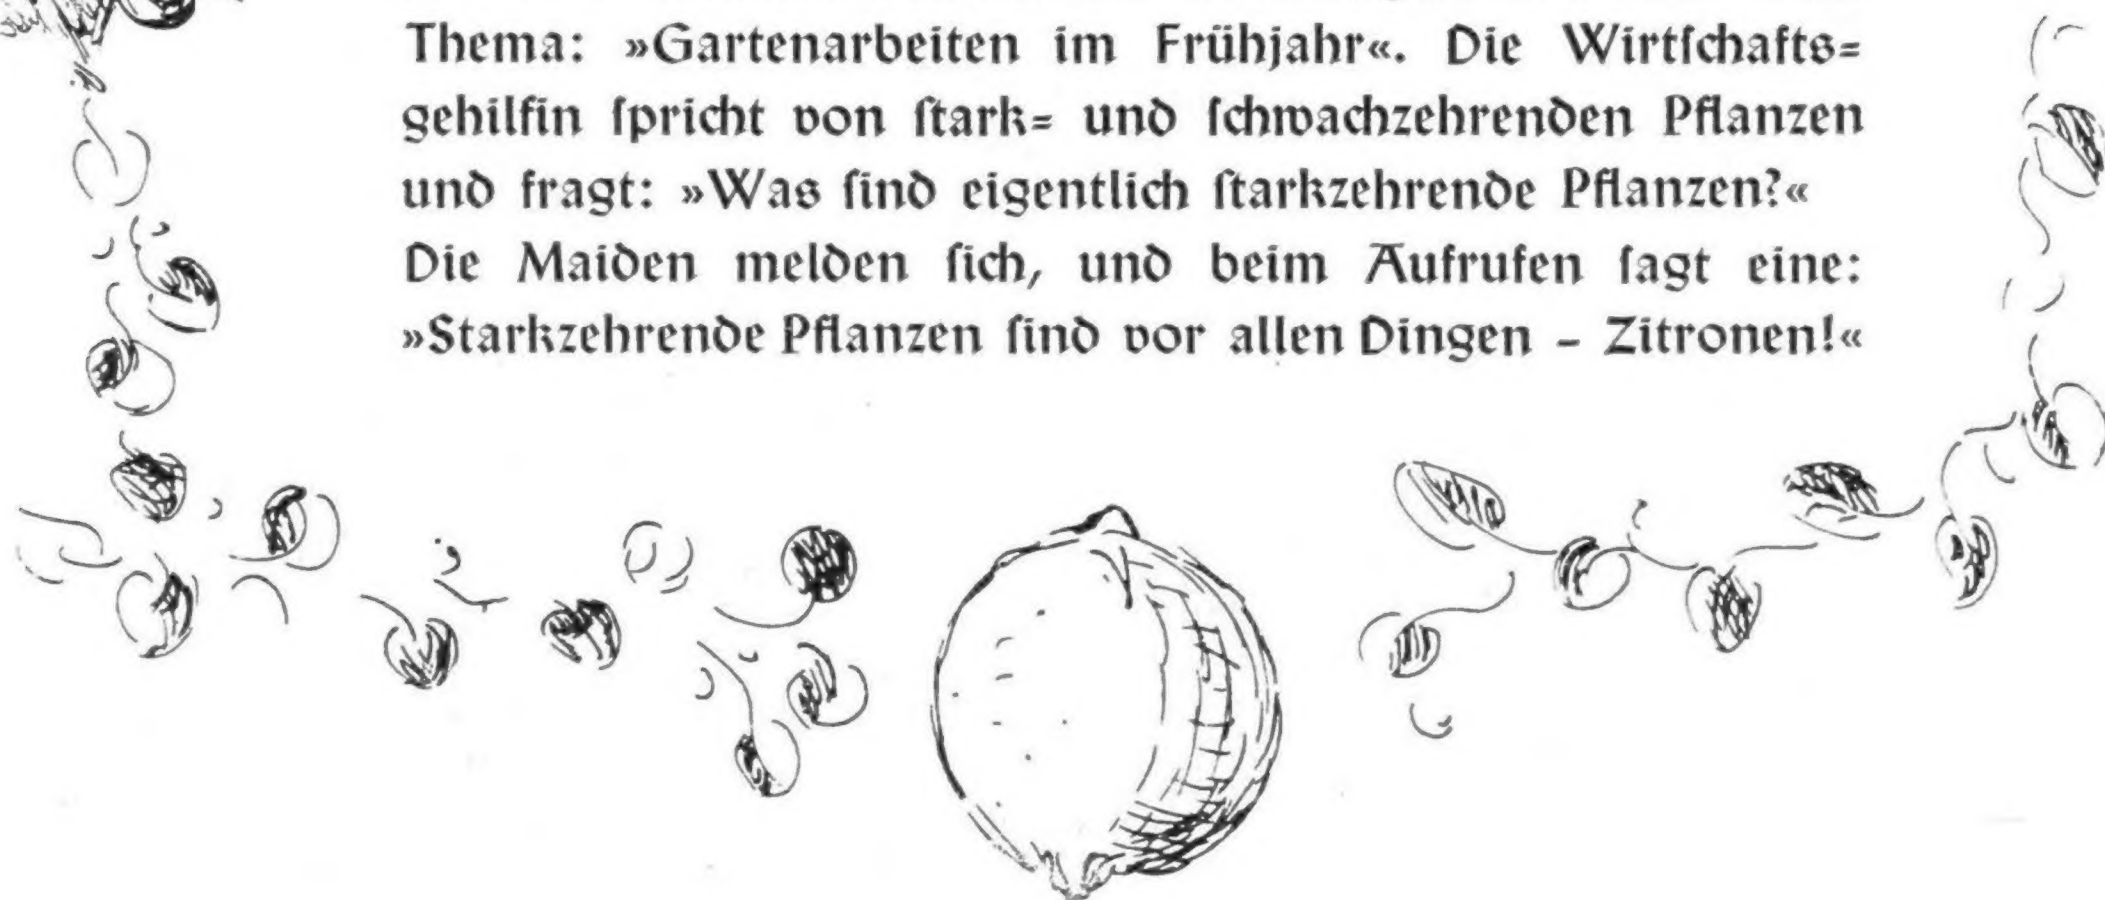 Thema: »Gartenarbeiten im Frühjahr«. Die Wirtſchafts=
gehilfin ſpricht von ſtark= und ſchwachzehrenden Pflanzen
und fragt: »Was ſind eigentlich ſtarkzehrende Pflanzen?«
Die Maiden melden ſich, und beim Aufrufen ſagt eine:
»Starkzehrende Pflanzen ſind vor allen Dingen – Zitronen!«